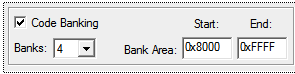 Code Banking Start: End:
Banks: 4 Bank Area: 0x8000 0xFFFF